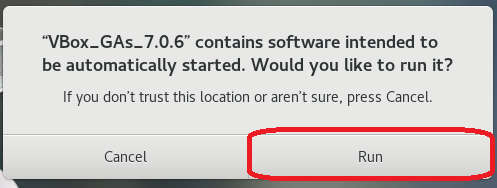 “VBox_GAs_7.0.6” contains software intended to
be automatically started. Would you like to run it?
If you don’t trust this location or aren’t sure, press Cancel.
Cancel
Run